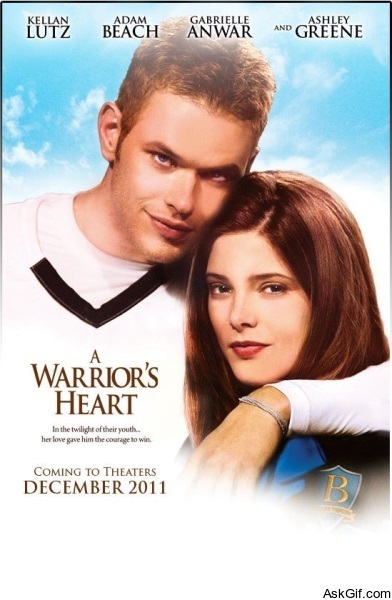 KELLAN LUTZ ADAM BEACH GABRIELLE ANWAR AND ASHLEY GREENE
A
WARRIOR'S
HEART
In the twilight of their youth...
her love gave him the courage to win.
COMING TO THEATERS
DECEMBER 2011
B
AskGif.com